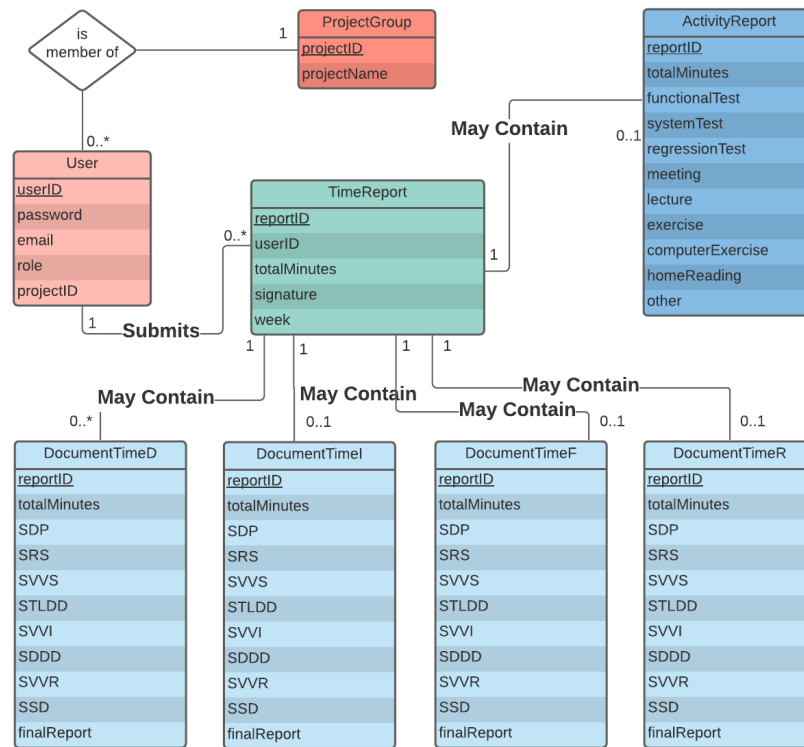 is
member of
1
ProjectGroup
projectID
projectName
ActivityReport
reportID
totalMinutes
functionalTest
systemTest
regressionTest
meeting
lecture
exercise
computerExercise
homeReading
other
May Contain
0..1
1
0..*
User
userID
password
email
role
projectID
1
Submits
0..*
TimeReport
reportID
userID
totalMinutes
signature
week
1
1
1
1
May Contain
May Contain
May Contain
May Contain
0..*
0..1
0..1
0..1
DocumentTimeD
reportID
totalMinutes
SDP
SRS
SVVS
STLDD
SVVI
SDDD
SVVR
SSD
finalReport
DocumentTimeI
reportID
totalMinutes
SDP
SRS
SVVS
STLDD
SVVI
SDDD
SVVR
SSD
finalReport
DocumentTimeF
reportID
totalMinutes
SDP
SRS
SVVS
STLDD
SVVI
SDDD
SVVR
SSD
finalReport
DocumentTimeR
reportID
totalMinutes
SDP
SRS
SVVS
STLDD
SVVI
SDDD
SVVR
SSD
finalReport